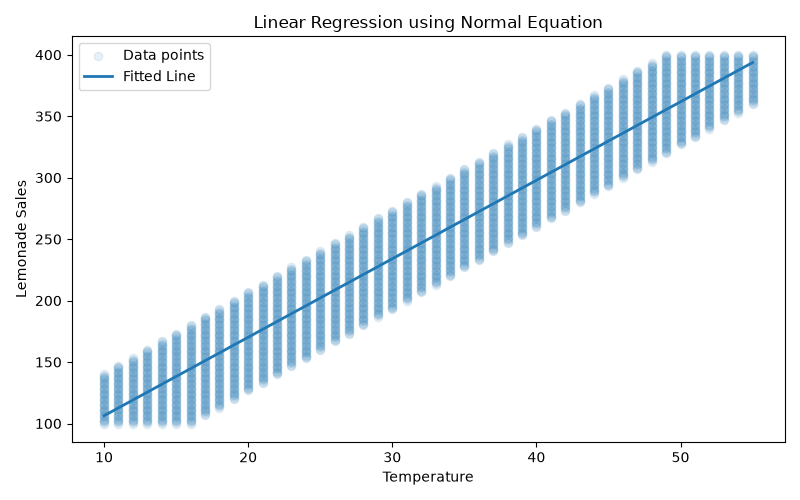 Linear Regression using Normal Equation
Data points
Fitted Line
Lemonade Sales
400
350
300
250
200
150
100
10 20 30 40 50
Temperature